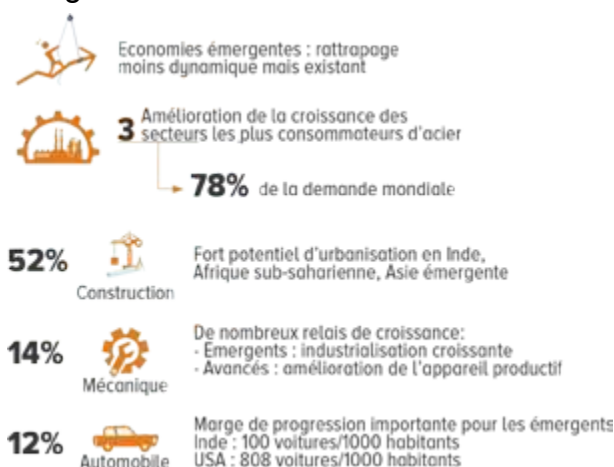 Economies émergentes : rattrapage
moins dynamique mais existant
3 Amélioration de la croissance des
secteurs les plus consommateurs d'acier
78% de la demande mondiale
52%
Construction
Fort potentiel d'urbanisation en Inde,
Afrique sub-saharienne, Asie émergente
14%
Mécanique
De nombreux relais de croissance:
- Emergents : industrialisation croissante
- Avancés : amélioration de l'appareil productif
12%
Automobile
Marge de progression importante pour les émergents
Inde : 100 voitures/1000 habitants
USA : 808 voitures/1000 habitants